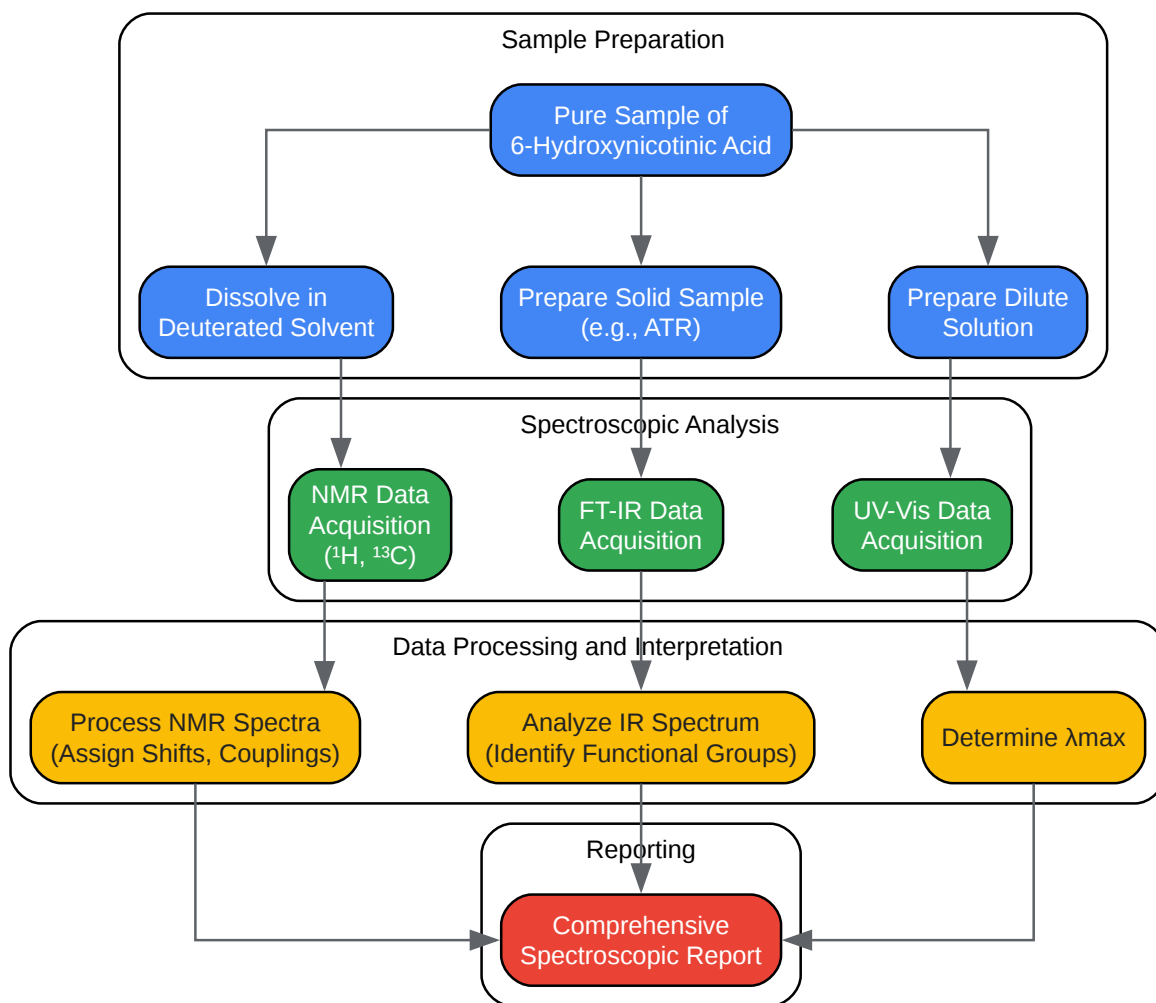 Sample Preparation
Pure Sample of
6-Hydroxynicotinic Acid
Dissolve in
Deuterated Solvent
Prepare Solid Sample
(e.g., ATR)
Prepare Dilute
Solution
Spectroscopic Analysis
NMR Data
Acquisition
(¹H, ¹³C)
FT-IR Data
Acquisition
UV-Vis Data
Acquisition
Data Processing and Interpretation
Process NMR Spectra
(Assign Shifts, Couplings)
Analyze IR Spectrum
(Identify Functional Groups)
Determine λmax
Reporting
Comprehensive
Spectroscopic Report